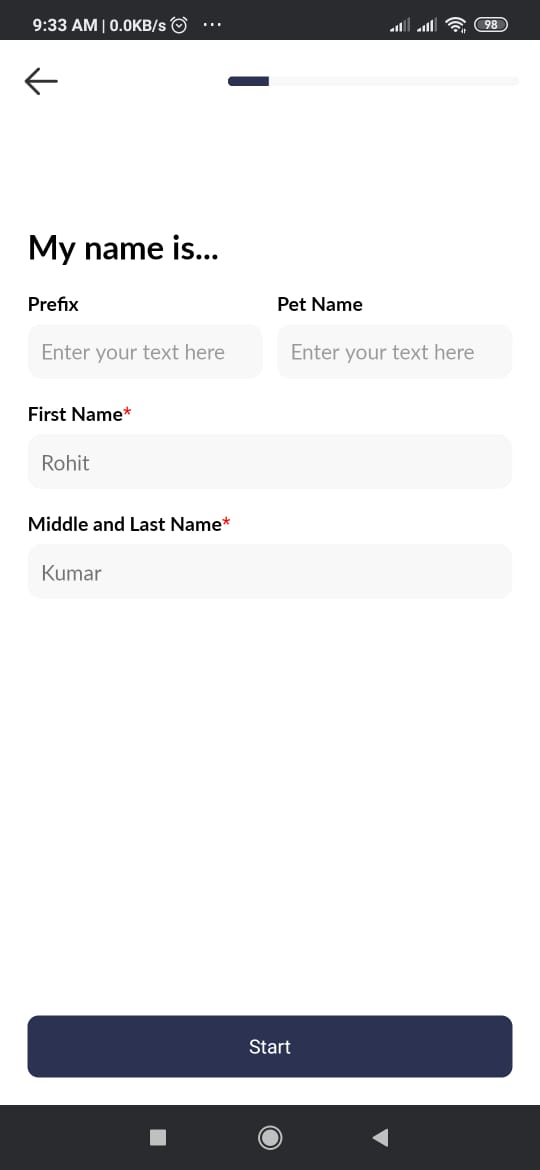 9:33 AM | 0.0KB/s ... 98
My name is...
Prefix Pet Name
Enter your text here Enter your text here
First Name*
Rohit
Middle and Last Name*
Kumar
Start